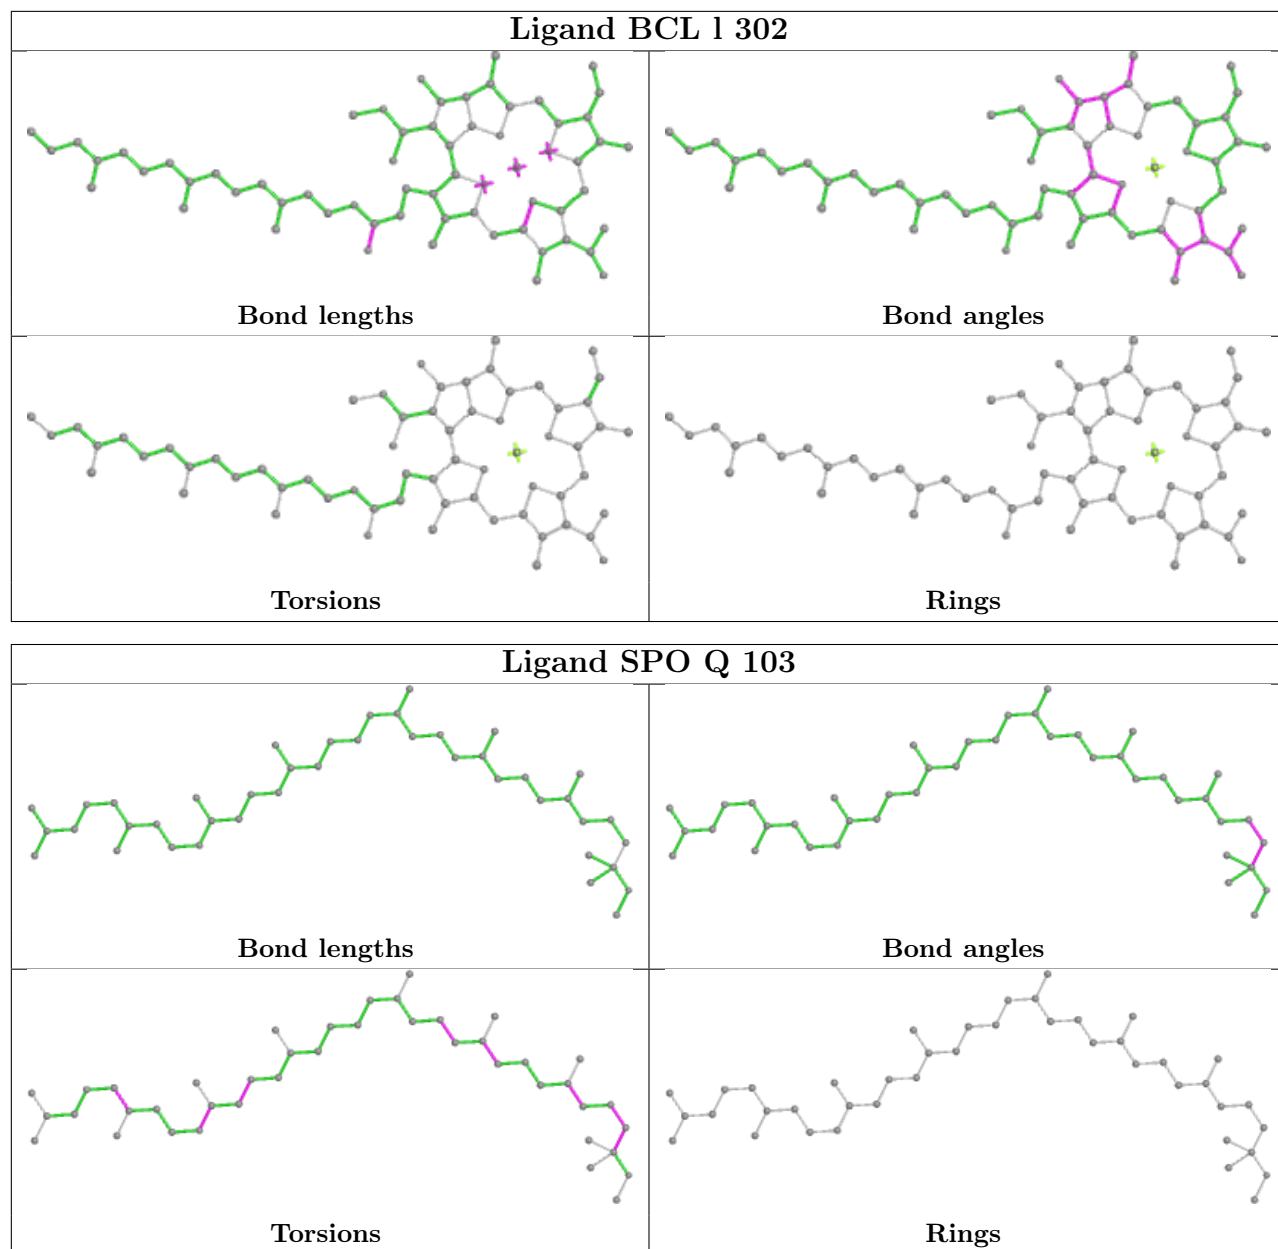 Ligand BCL l 302
Bond lengths
Bond angles
Torsions
Rings
Ligand SPO Q 103
Bond lengths
Bond angles
Torsions
Rings